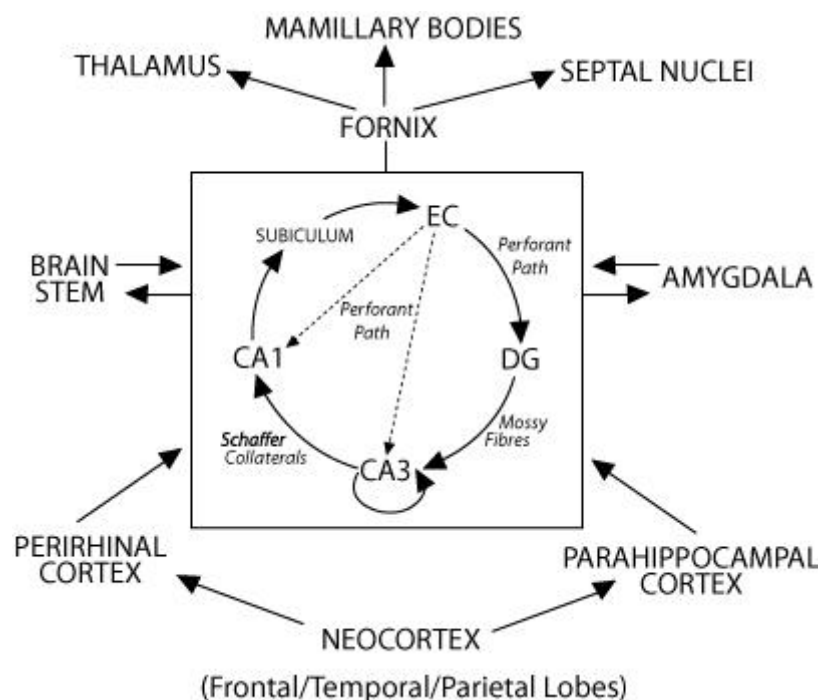 MAMILLARY BODIES
THALAMUS
SEPTAL NUCLEI
FORNIX
EC
SUBICULUM
Perforant
Path
BRAIN
STEM
AMYGDALA
Perforant
Path
CA1
DG
Mossy
Fibres
Schaffer
Collaterals
CA3
PERIRHINAL
CORTEX
PARAHIPPOCAMPAL
CORTEX
NEOCORTEX
(Frontal/Temporal/Parietal Lobes)